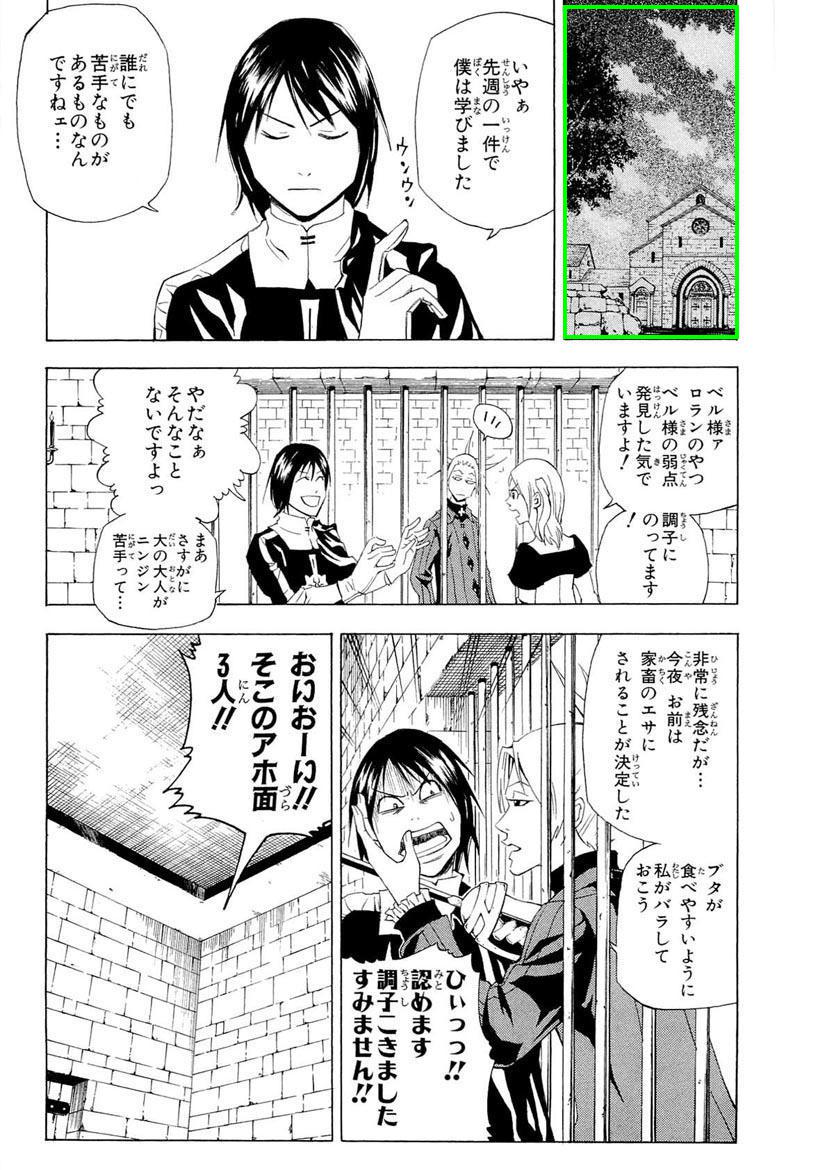 いやぁ
先週の一件で
僕は学びました
ウンウン
誰にでも
苦手なものが
あるものなん
ですねェ…
ベル様ァ
ロランのやつ
ベル様の弱点
発見した気で
いますよ！
調子に
のってます
！
やだなぁ
そんなこと
ないですよっ
まあ
さすがに
大の大人が
ニンジン
苦手って…
非常に残念だが…
今夜 お前は
家畜のエサに
されることが決定した
ブタが
食べやすいように
私がバラして
おこう
ひぃっっ!!
認めます
調子こきました
すみません!!
おいおーい!!
そこのアホ面
3人!!